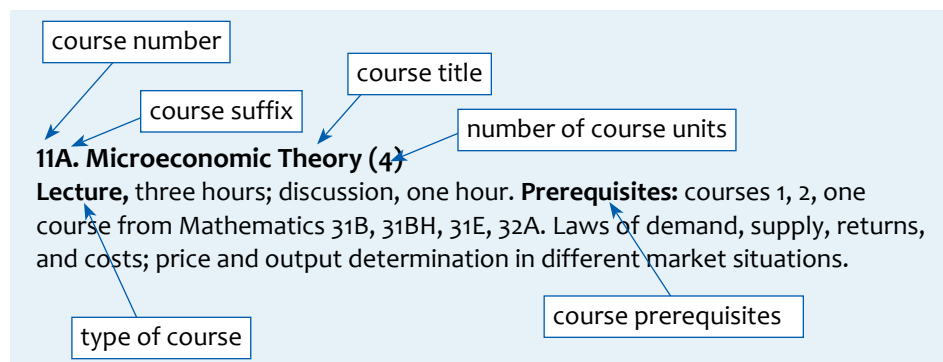 course number
course title
course suffix
number of course units
11A. Microeconomic Theory (4)
Lecture, three hours; discussion, one hour. Prerequisites: courses 1, 2, one
course from Mathematics 31B, 31BH, 31E, 32A. Laws of demand, supply, returns,
and costs; price and output determination in different market situations.
course prerequisites
type of course